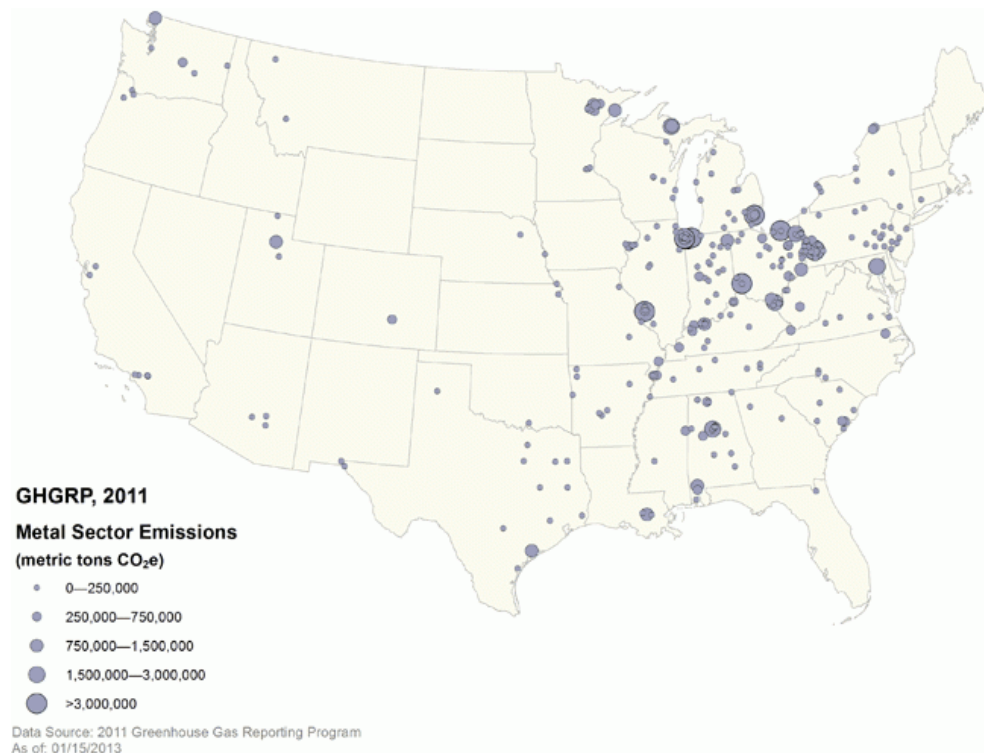 GHGRP, 2011
Metal Sector Emissions
(metric tons CO₂e)
0—250,000
250,000—750,000
750,000—1,500,000
1,500,000—3,000,000
>3,000,000
Data Source: 2011 Greenhouse Gas Reporting Program
As of: 01/15/2013